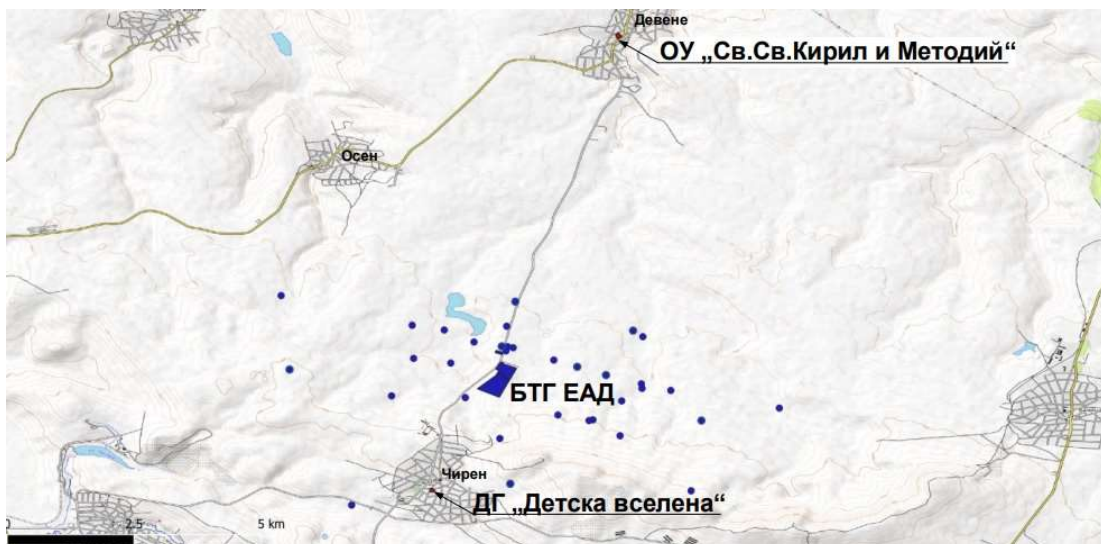 Девене
ОУ „Св.Св.Кирил и Методий“
Осен
БТГ ЕАД
Чирен
ДГ „Детска вселена“
0 2.5 5 km